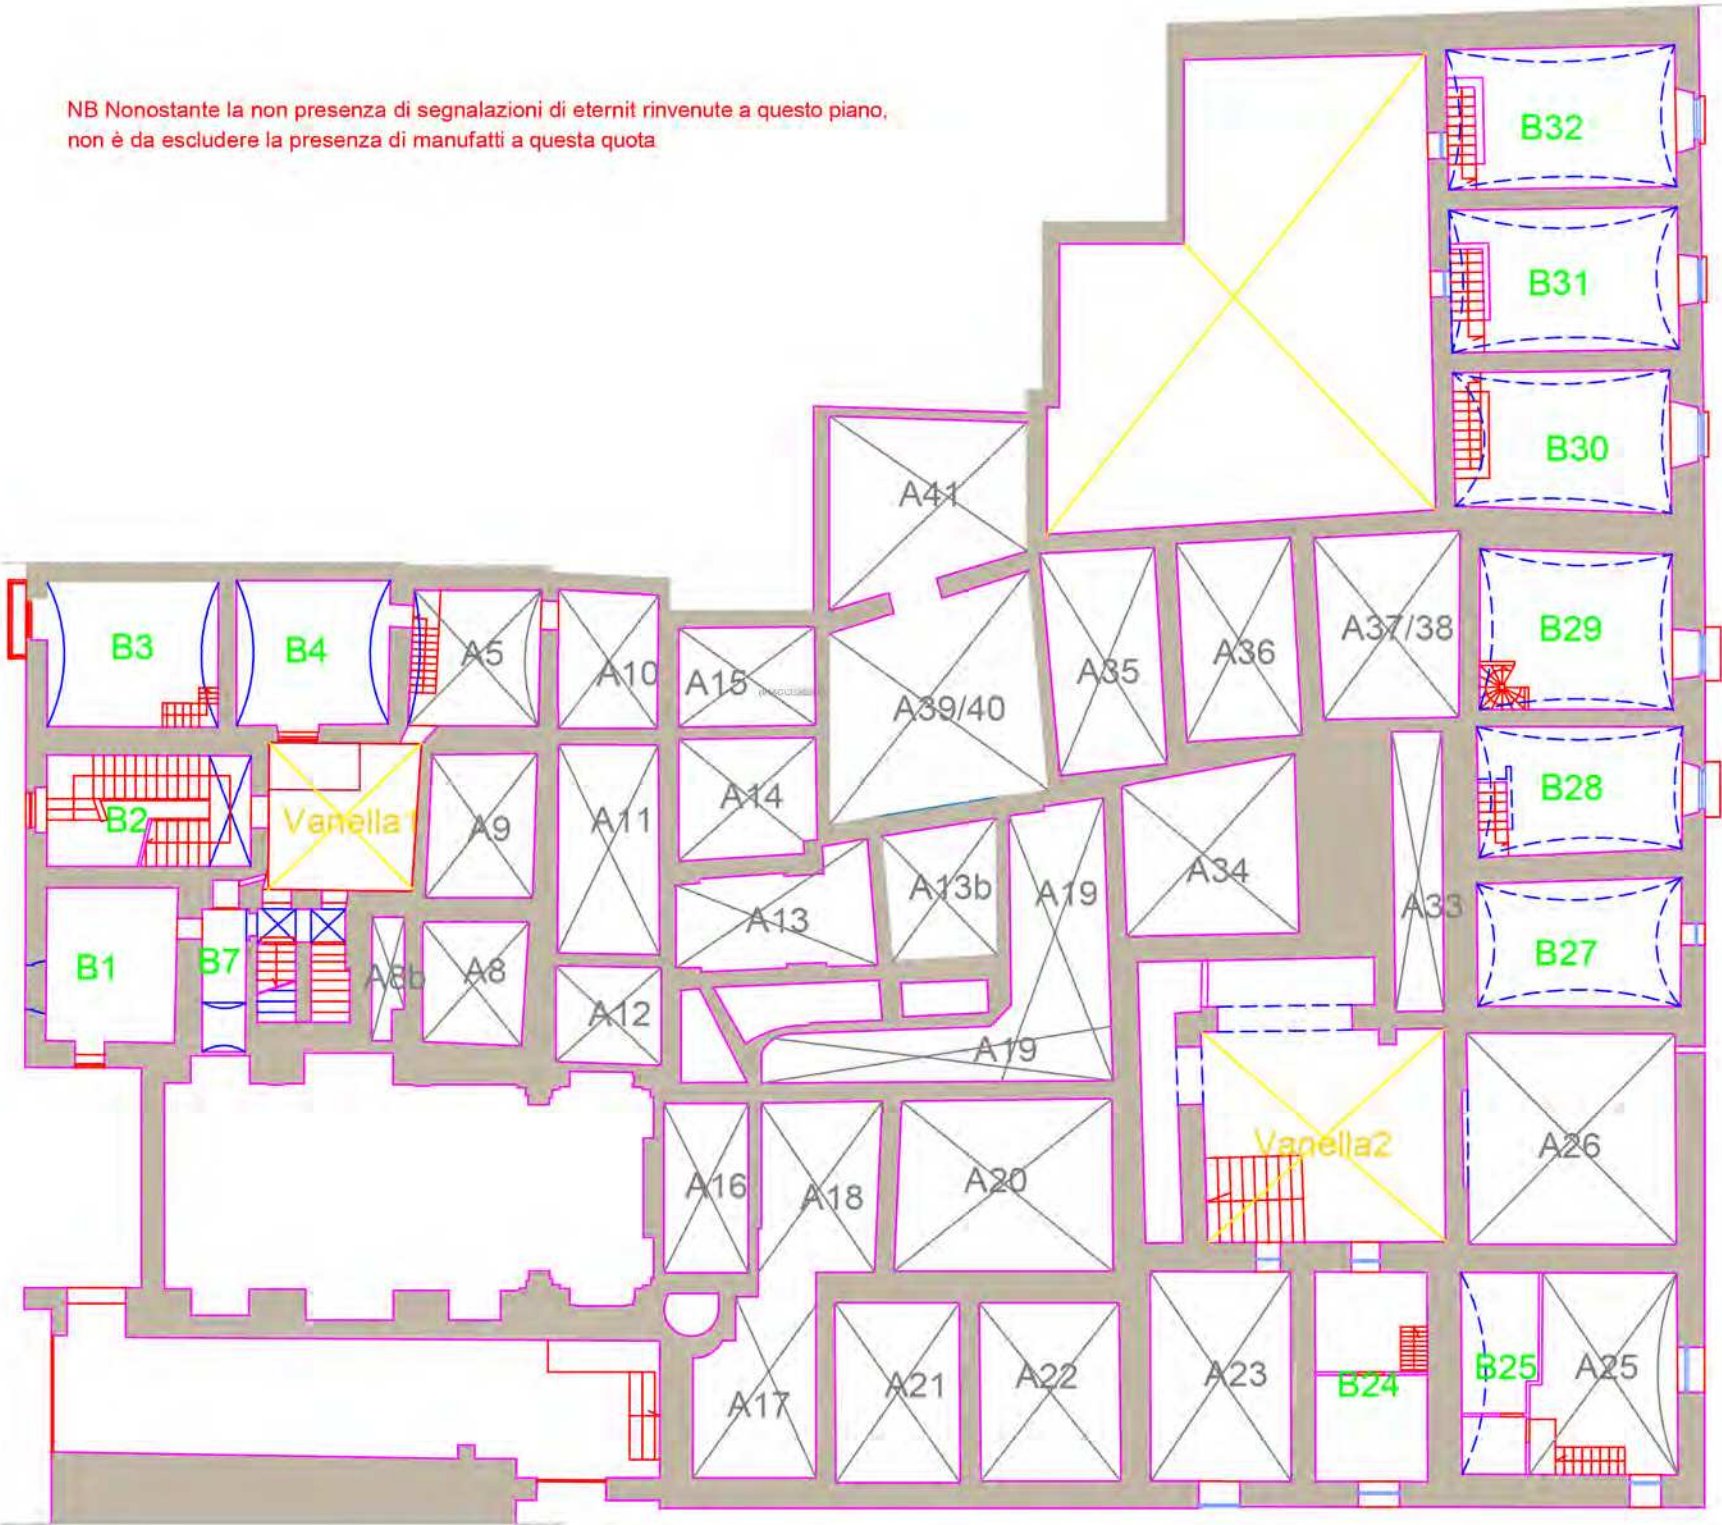 NB Nonostante la non presenza di segnalazioni di eternit rinvenute a questo piano,
non è da escludere la presenza di manufatti a questa quota
B32
B31
B30
A41
B3
B4
A5
A10
A15
A39/40
A35
A36
A37/38
B29
B2
Vanella1
A9
A11
A14
A13b
A19
A34
A33
B28
B1
B7
A8b
A8
A12
A13
A19
B27
A16
A18
A20
Vanella2
A26
A17
A21
A22
A23
B24
B25
A25